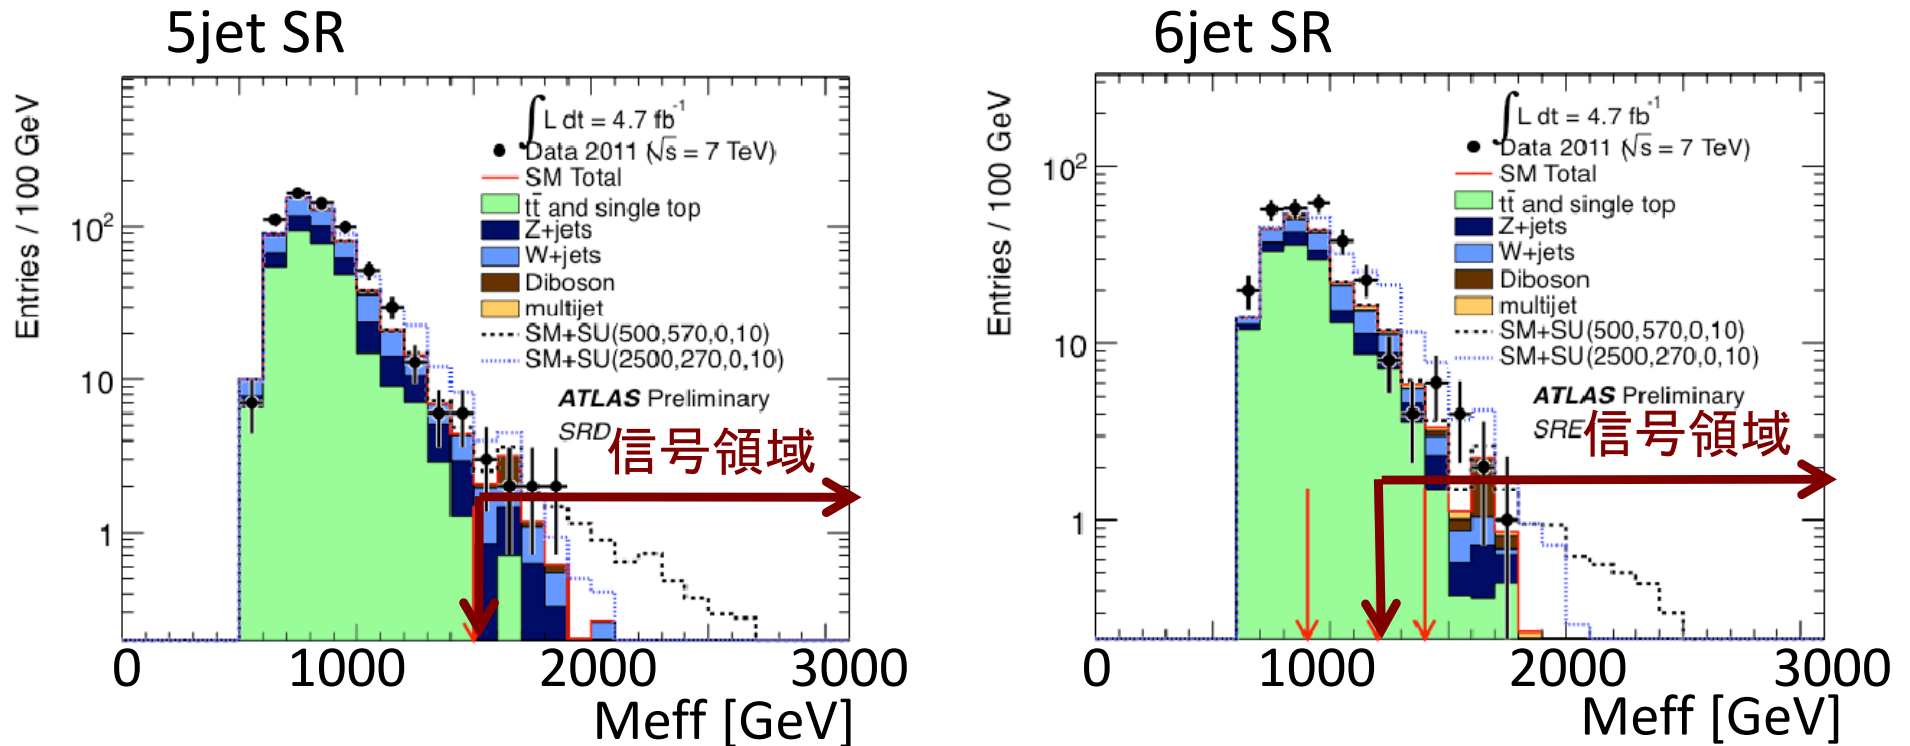 5jet SR
Entries / 100 GeV
10²
10
1
∫ L dt = 4.7 fb⁻¹
Data 2011 (√s = 7 TeV)
SM Total
tt̄ and single top
Z+jets
W+jets
Diboson
multijet
SM+SU(500,570,0,10)
SM+SU(2500,270,0,10)
ATLAS Preliminary
SRD
信号領域
0 1000 2000 3000
Meff [GeV]
6jet SR
Entries / 100 GeV
10²
10
1
∫ L dt = 4.7 fb⁻¹
Data 2011 (√s = 7 TeV)
SM Total
tt̄ and single top
Z+jets
W+jets
Diboson
multijet
SM+SU(500,570,0,10)
SM+SU(2500,270,0,10)
ATLAS Preliminary
SRE
信号領域
0 1000 2000 3000
Meff [GeV]